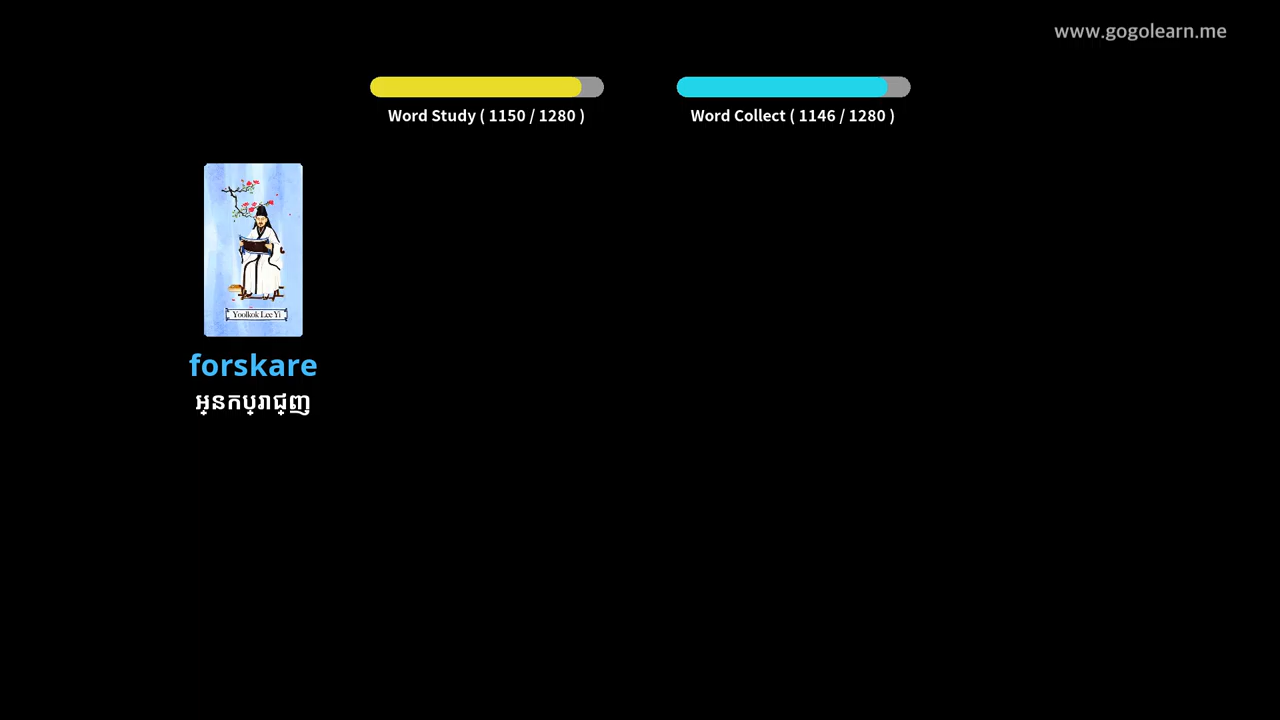 www.gogolearn.me
Word Study ( 1150 / 1280 )
Word Collect ( 1146 / 1280 )
Yoolkok Lee Yi
forskare
អ្នកប្រាជ្ញ